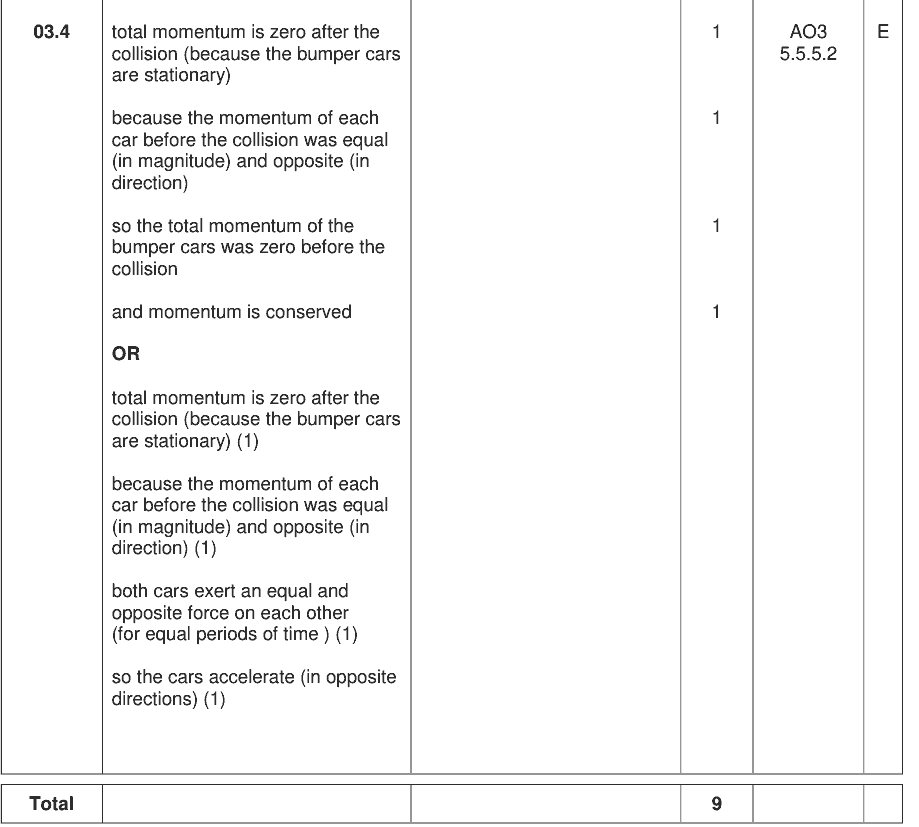 03.4 total momentum is zero after the 1 AO3 E
collision (because the bumper cars 5.5.5.2
are stationary)
because the momentum of each 1
car before the collision was equal
(in magnitude) and opposite (in
direction)
so the total momentum of the 1
bumper cars was zero before the
collision
and momentum is conserved 1
OR
total momentum is zero after the
collision (because the bumper cars
are stationary) (1)
because the momentum of each
car before the collision was equal
(in magnitude) and opposite (in
direction) (1)
both cars exert an equal and
opposite force on each other
(for equal periods of time ) (1)
so the cars accelerate (in opposite
directions) (1)
Total 9